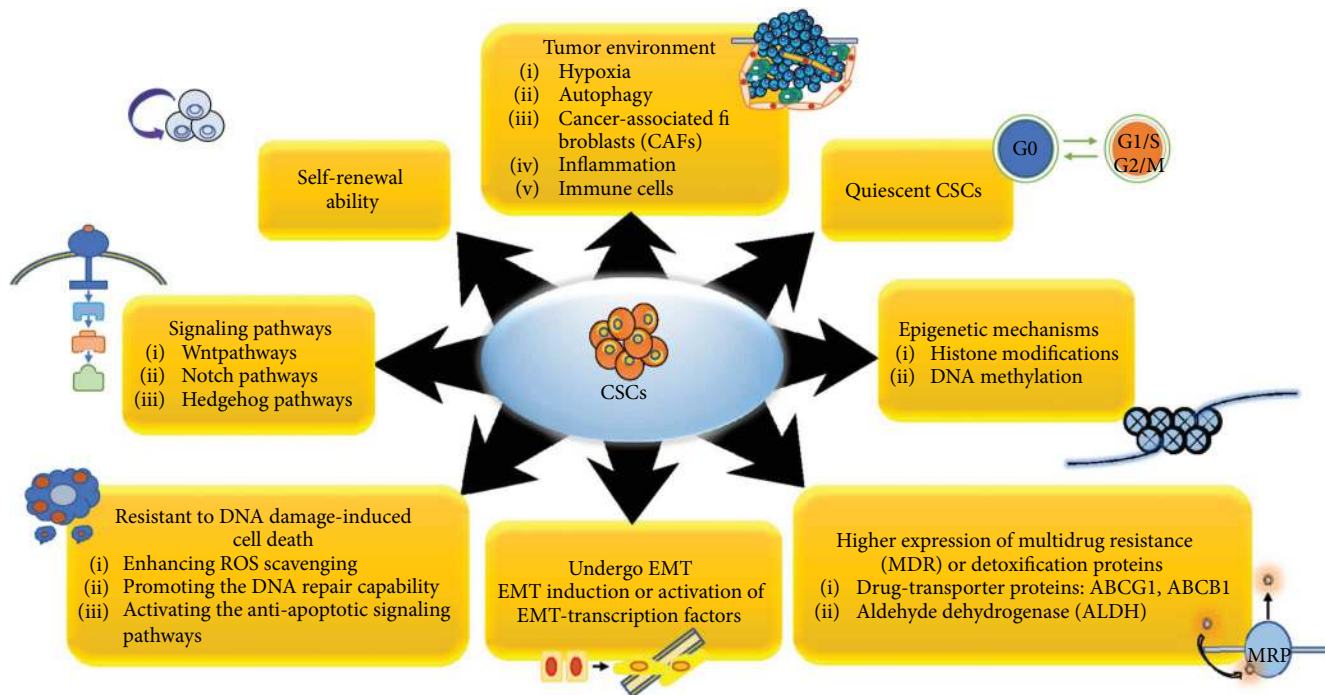 Tumor environment
(i) Hypoxia
(ii) Autophagy
(iii) Cancer-associated fi
broblasts (CAFs)
(iv) Inflammation
(v) Immune cells
G0
G1/S
G2/M
Quiescent CSCs
Self-renewal
ability
Signaling pathways
(i) Wntpathways
(ii) Notch pathways
(iii) Hedgehog pathways
CSCs
Epigenetic mechanisms
(i) Histone modifications
(ii) DNA methylation
Resistant to DNA damage-induced
cell death
(i) Enhancing ROS scavenging
(ii) Promoting the DNA repair capability
(iii) Activating the anti-apoptotic signaling
pathways
Undergo EMT
EMT induction or activation of
EMT-transcription factors
Higher expression of multidrug resistance
(MDR) or detoxification proteins
(i) Drug-transporter proteins: ABCG1, ABCB1
(ii) Aldehyde dehydrogenase (ALDH)
MRP